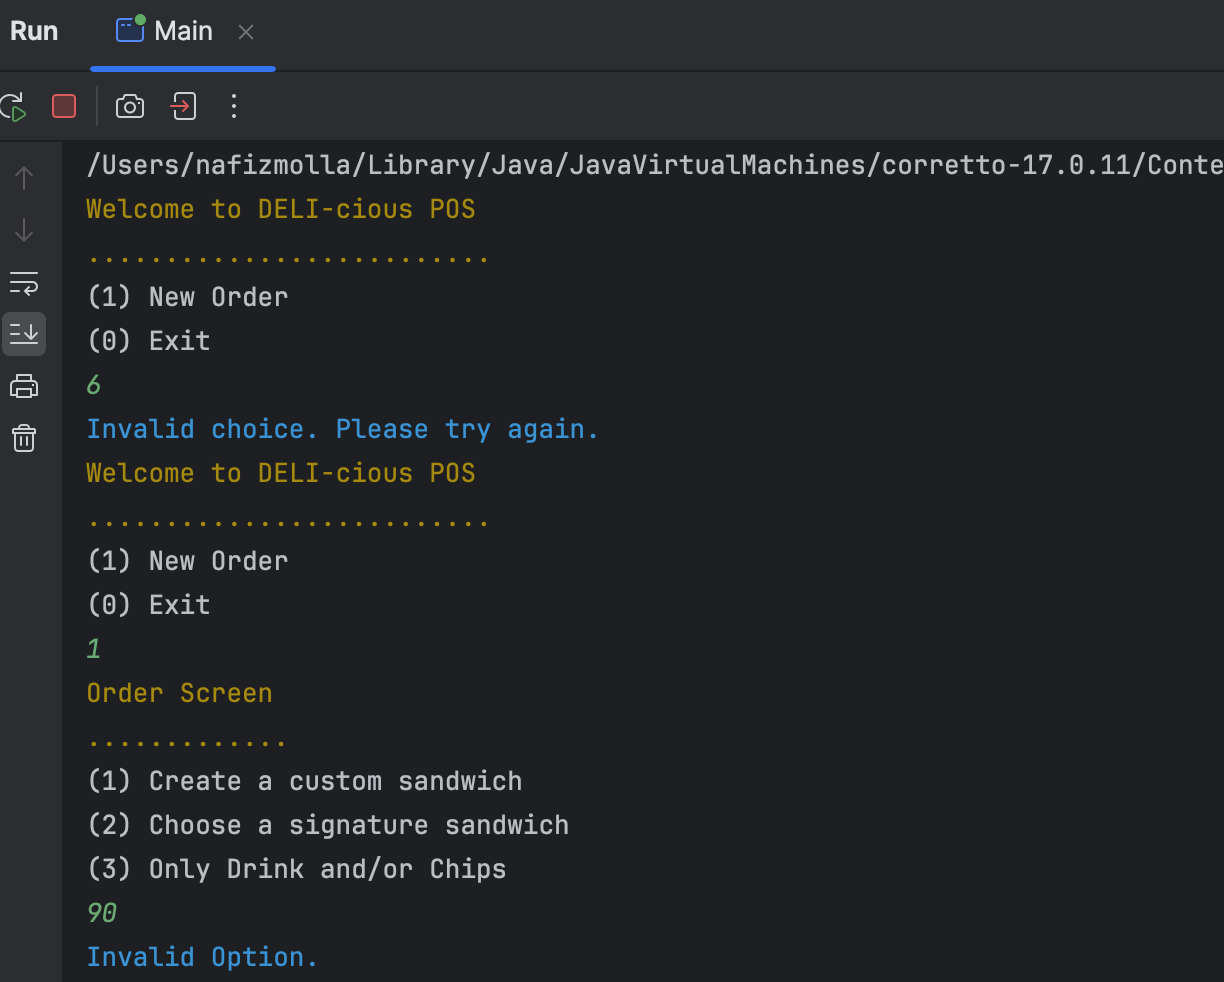 Run Main
/Users/nafizmolla/Library/Java/JavaVirtualMachines/corretto-17.0.11/Conte
Welcome to DELI-cious POS
..........................
(1) New Order
(0) Exit
6
Invalid choice. Please try again.
Welcome to DELI-cious POS
..........................
(1) New Order
(0) Exit
1
Order Screen
.............
(1) Create a custom sandwich
(2) Choose a signature sandwich
(3) Only Drink and/or Chips
90
Invalid Option.